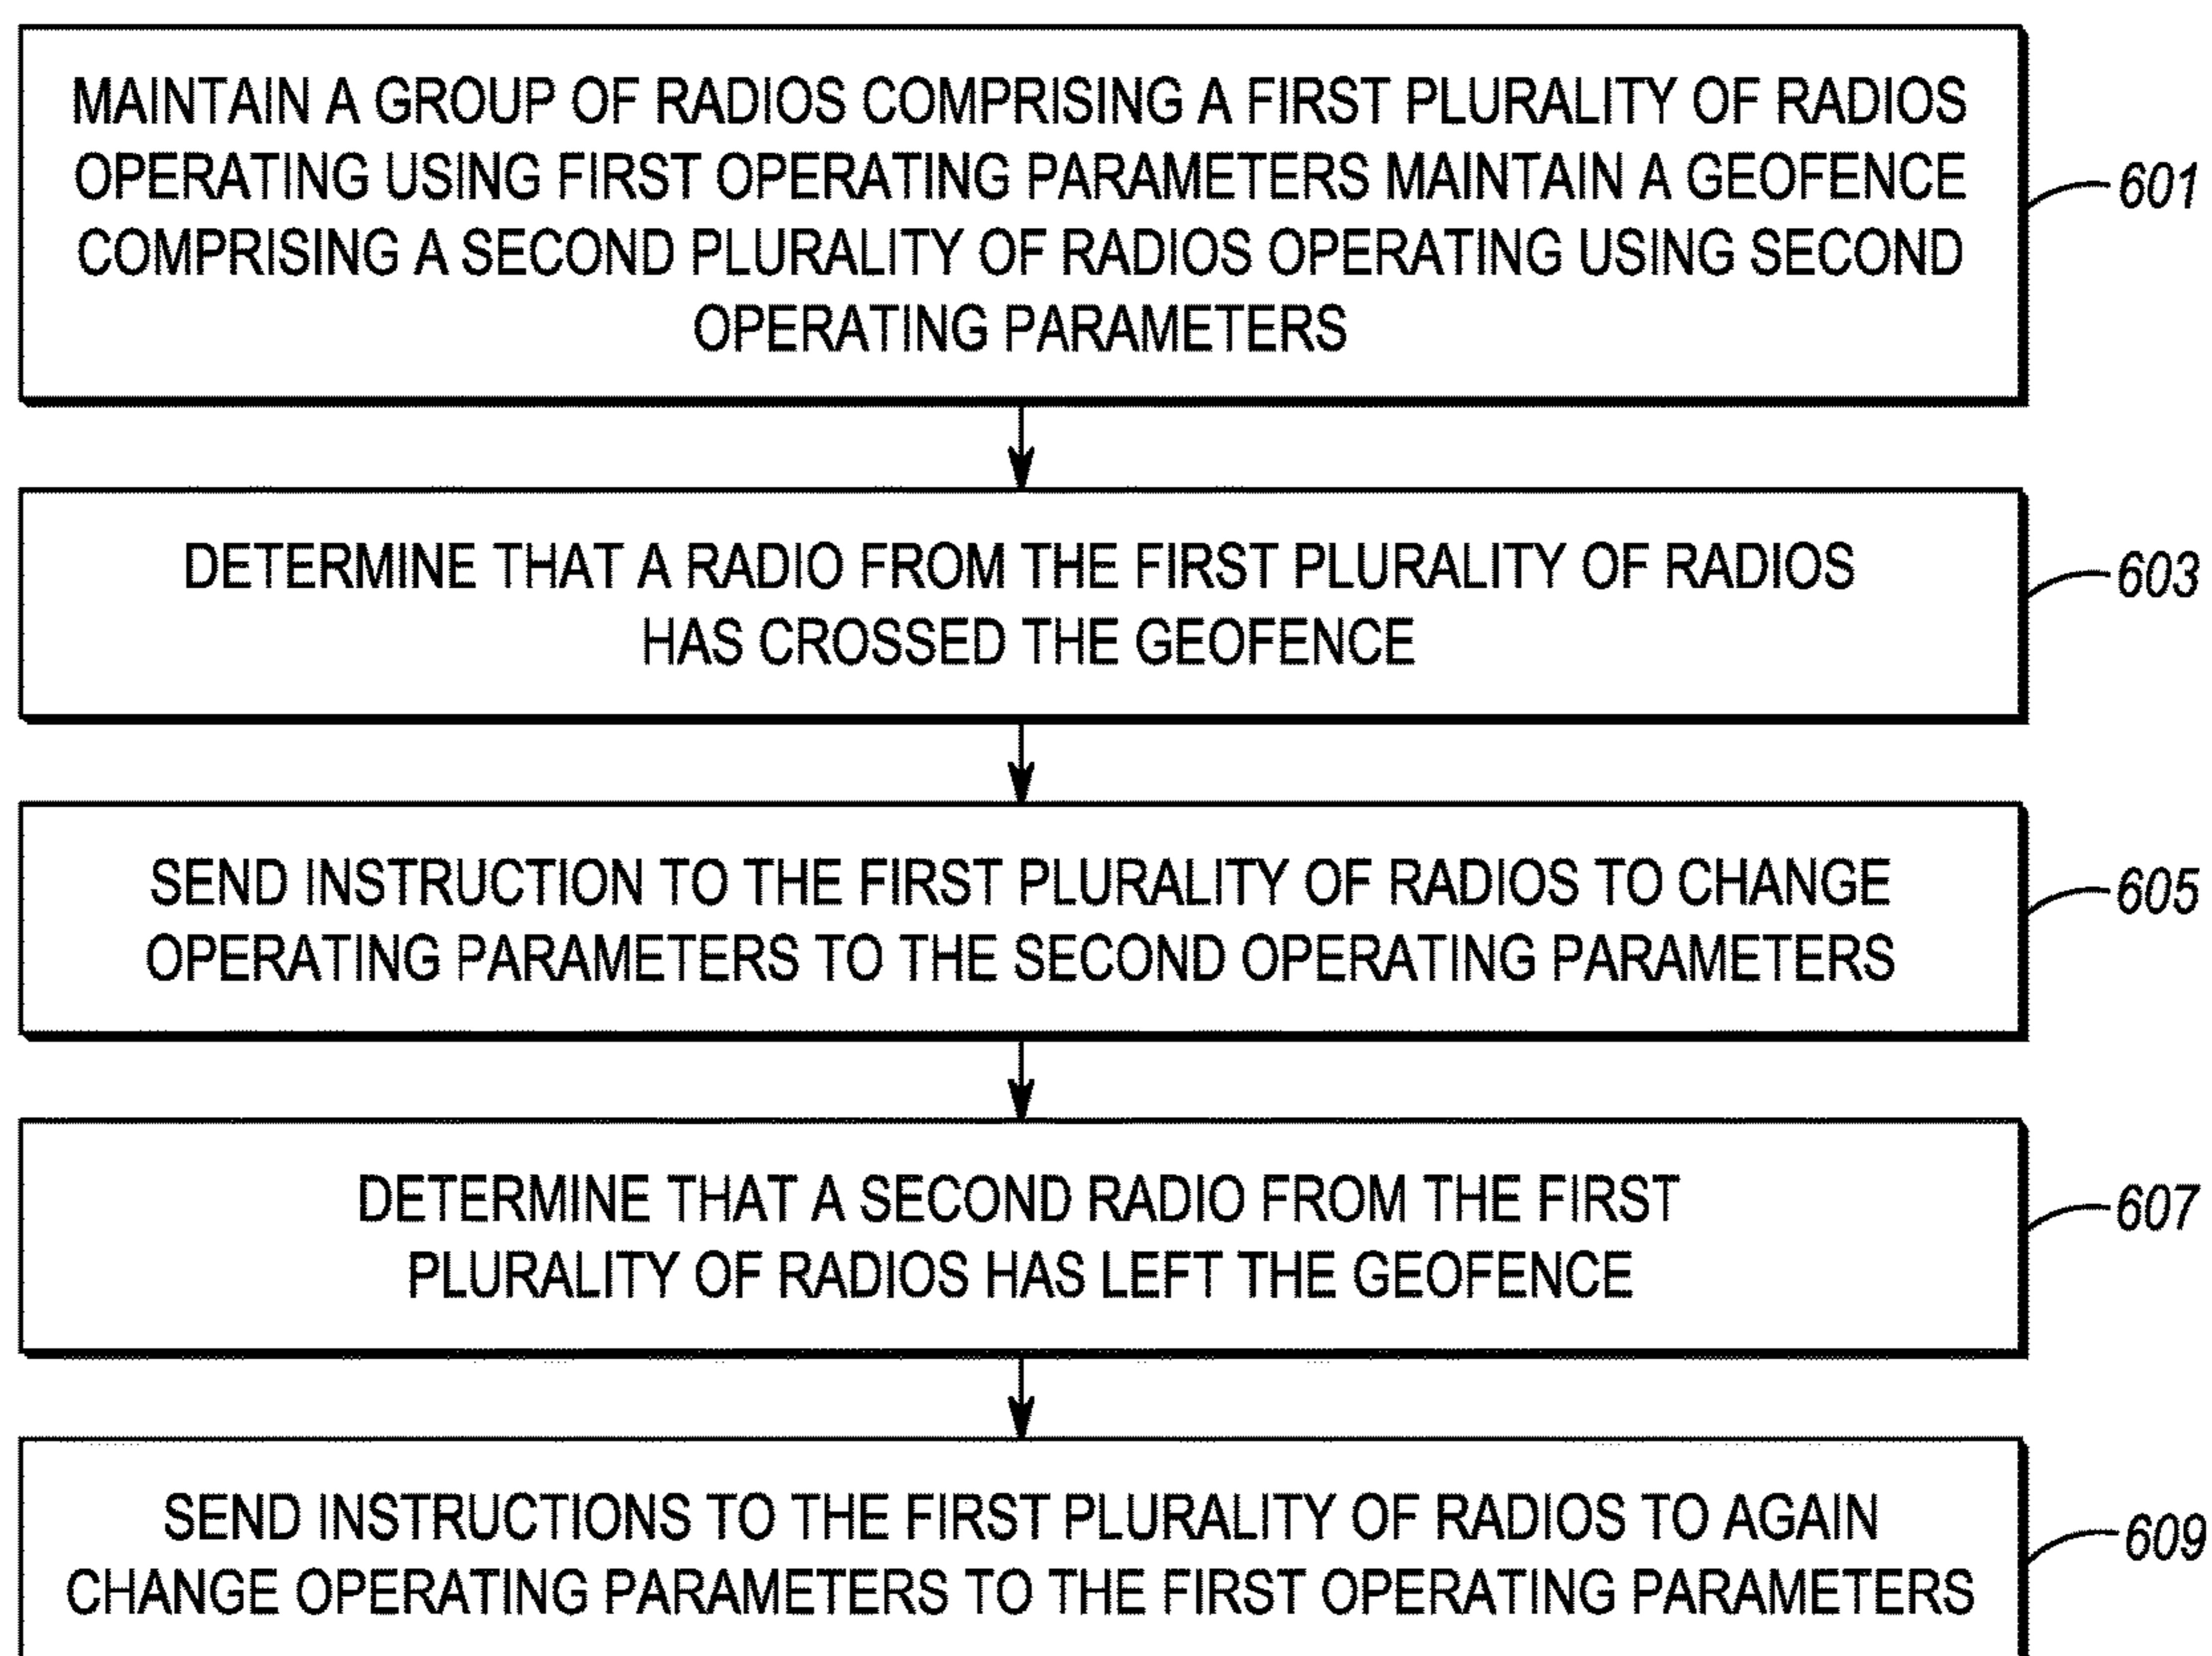 MAINTAIN A GROUP OF RADIOS COMPRISING A FIRST PLURALITY OF RADIOS
OPERATING USING FIRST OPERATING PARAMETERS MAINTAIN A GEOFENCE
COMPRISING A SECOND PLURALITY OF RADIOS OPERATING USING SECOND
OPERATING PARAMETERS
601
DETERMINE THAT A RADIO FROM THE FIRST PLURALITY OF RADIOS
HAS CROSSED THE GEOFENCE
603
SEND INSTRUCTION TO THE FIRST PLURALITY OF RADIOS TO CHANGE
OPERATING PARAMETERS TO THE SECOND OPERATING PARAMETERS
605
DETERMINE THAT A SECOND RADIO FROM THE FIRST
PLURALITY OF RADIOS HAS LEFT THE GEOFENCE
607
SEND INSTRUCTIONS TO THE FIRST PLURALITY OF RADIOS TO AGAIN
CHANGE OPERATING PARAMETERS TO THE FIRST OPERATING PARAMETERS
609